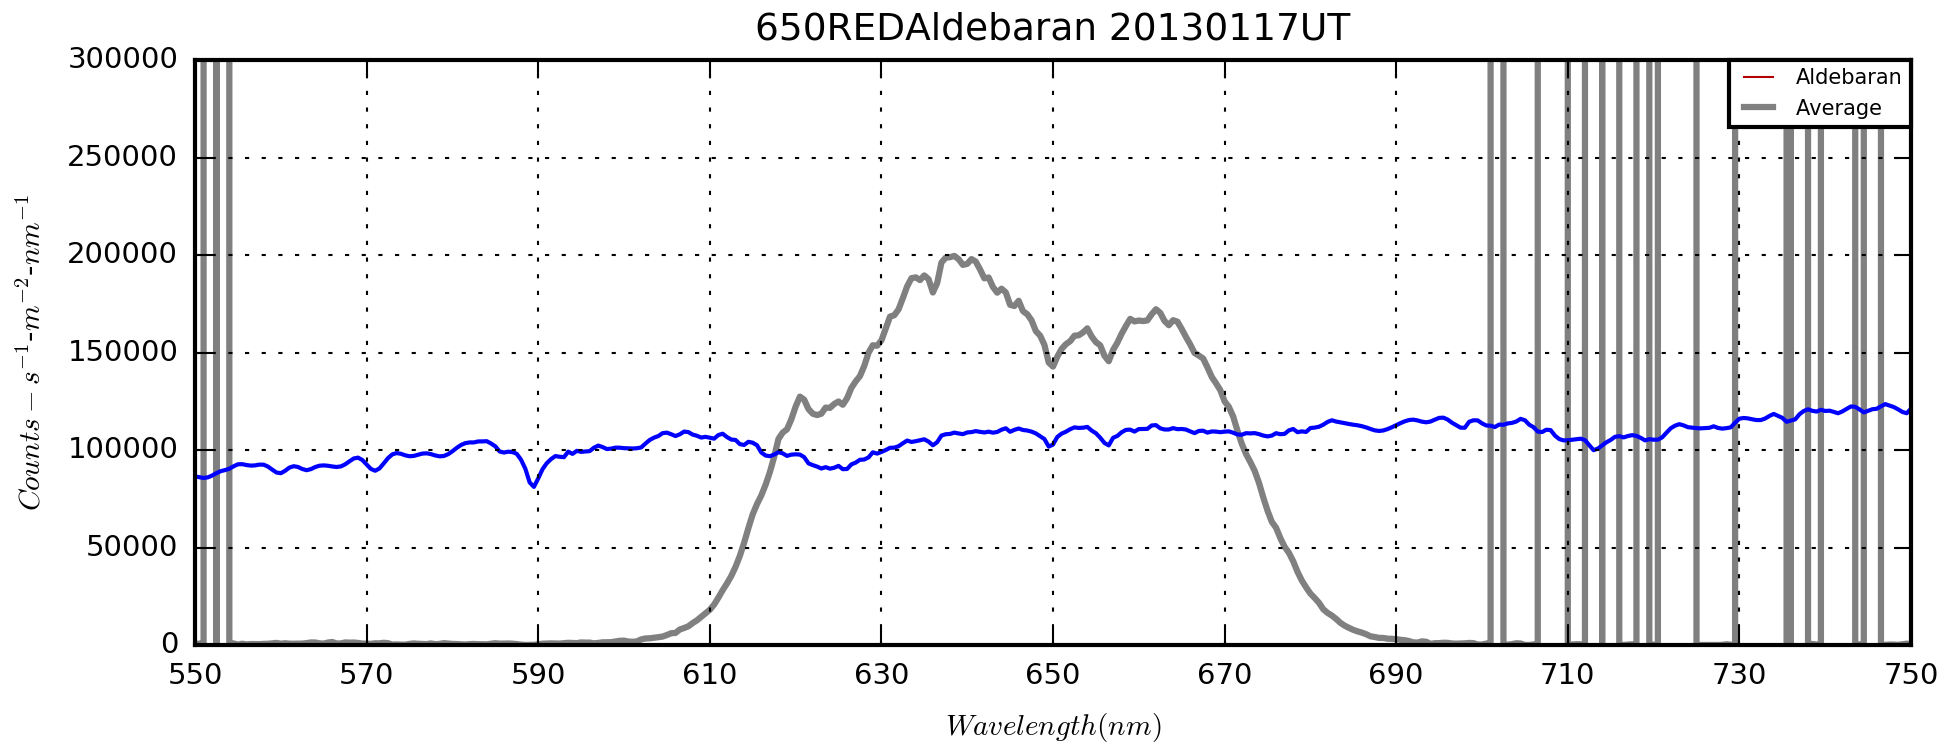 650REDAldebaran 20130117UT
Counts − s⁻¹-m⁻²-nm⁻¹
300000
250000
200000
150000
100000
50000
0
Aldebaran
Average
550 570 590 610 630 650 670 690 710 730 750
Wavelength(nm)